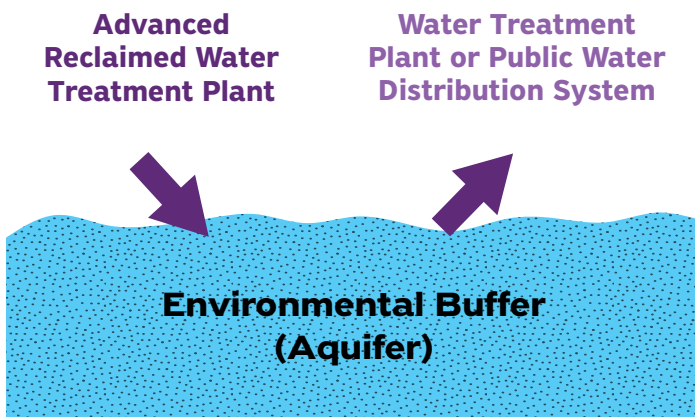 Advanced
Reclaimed Water
Treatment Plant
Water Treatment
Plant or Public Water
Distribution System
Environmental Buffer
(Aquifer)